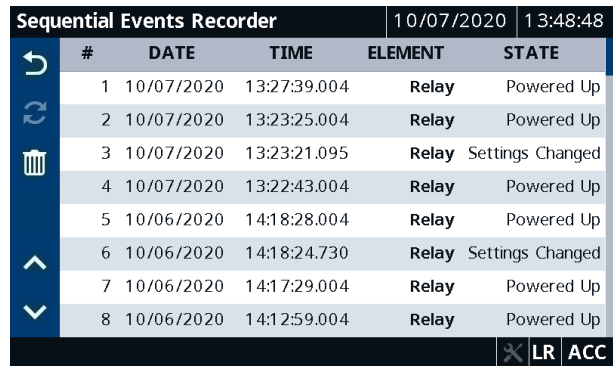 Sequential Events Recorder 10/07/2020 13:48:48
# DATE TIME ELEMENT STATE
1 10/07/2020 13:27:39.004 Relay Powered Up
2 10/07/2020 13:23:25.004 Relay Powered Up
3 10/07/2020 13:23:21.095 Relay Settings Changed
4 10/07/2020 13:22:43.004 Relay Powered Up
5 10/06/2020 14:18:28.004 Relay Powered Up
6 10/06/2020 14:18:24.730 Relay Settings Changed
7 10/06/2020 14:17:29.004 Relay Powered Up
8 10/06/2020 14:12:59.004 Relay Powered Up
LR ACC